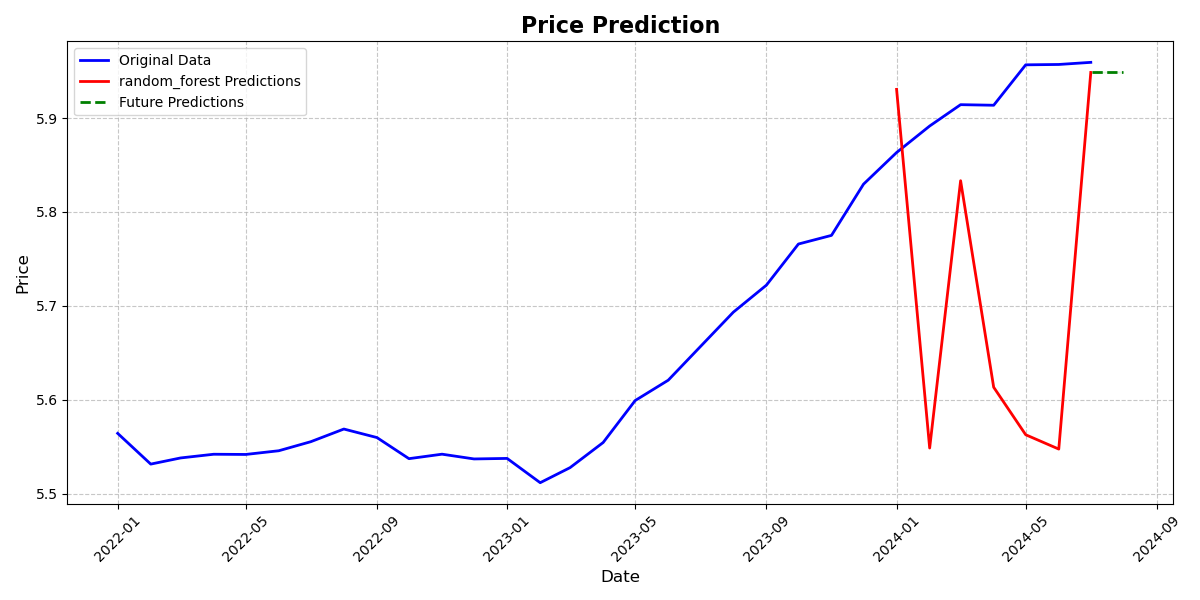 Price Prediction
Original Data
random_forest Predictions
Future Predictions
Price
5.9
5.8
5.7
5.6
5.5
2022-01
2022-05
2022-09
2023-01
2023-05
2023-09
2024-01
2024-05
2024-09
Date